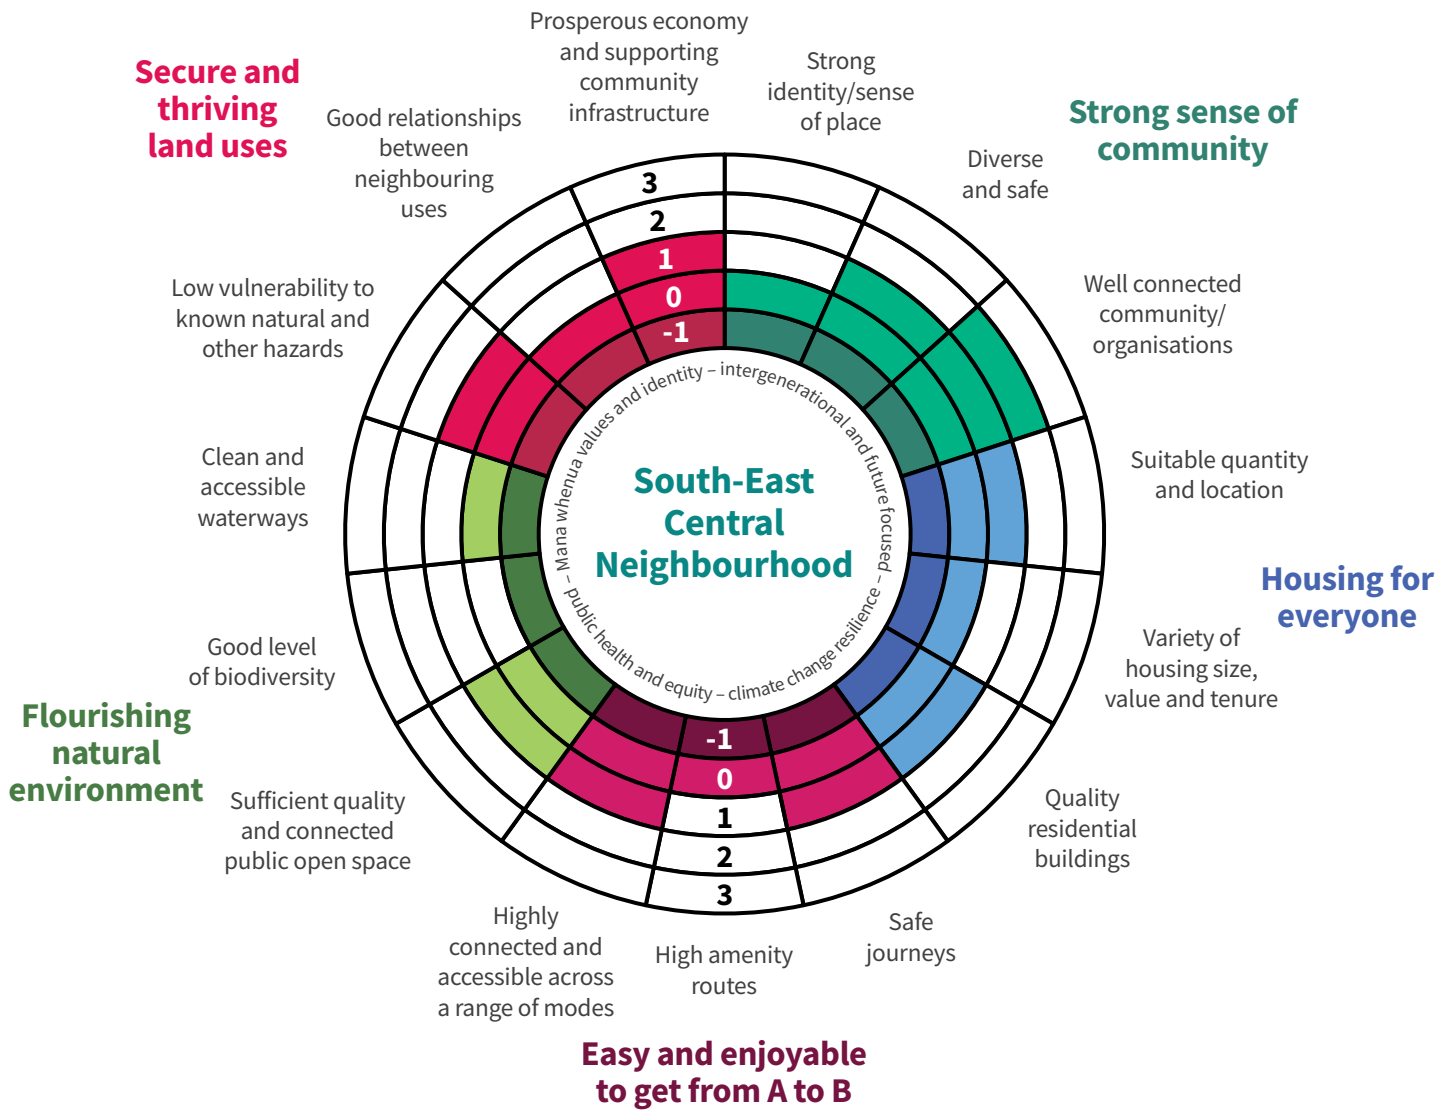 Prosperous economy
and supporting
community
infrastructure
Strong
identity/sense
of place
Strong sense of
community
Diverse
and safe
Well connected
community/
organisations
Suitable quantity
and location
Housing for
everyone
Variety of
housing size,
value and tenure
Quality
residential
buildings
Safe
journeys
High amenity
routes
Easy and enjoyable
to get from A to B
Highly
connected and
accessible across
a range of modes
Sufficient quality
and connected
public open space
Flourishing
natural
environment
Good level
of biodiversity
Clean and
accessible
waterways
Low vulnerability to
known natural and
other hazards
Good relationships
between
neighbouring
uses
Secure and
thriving
land uses
3
2
1
0
-1
Mana whenua values and identity – intergenerational and future focused – climate change resilience – public health and equity –
South-East
Central
Neighbourhood
-1
0
1
2
3